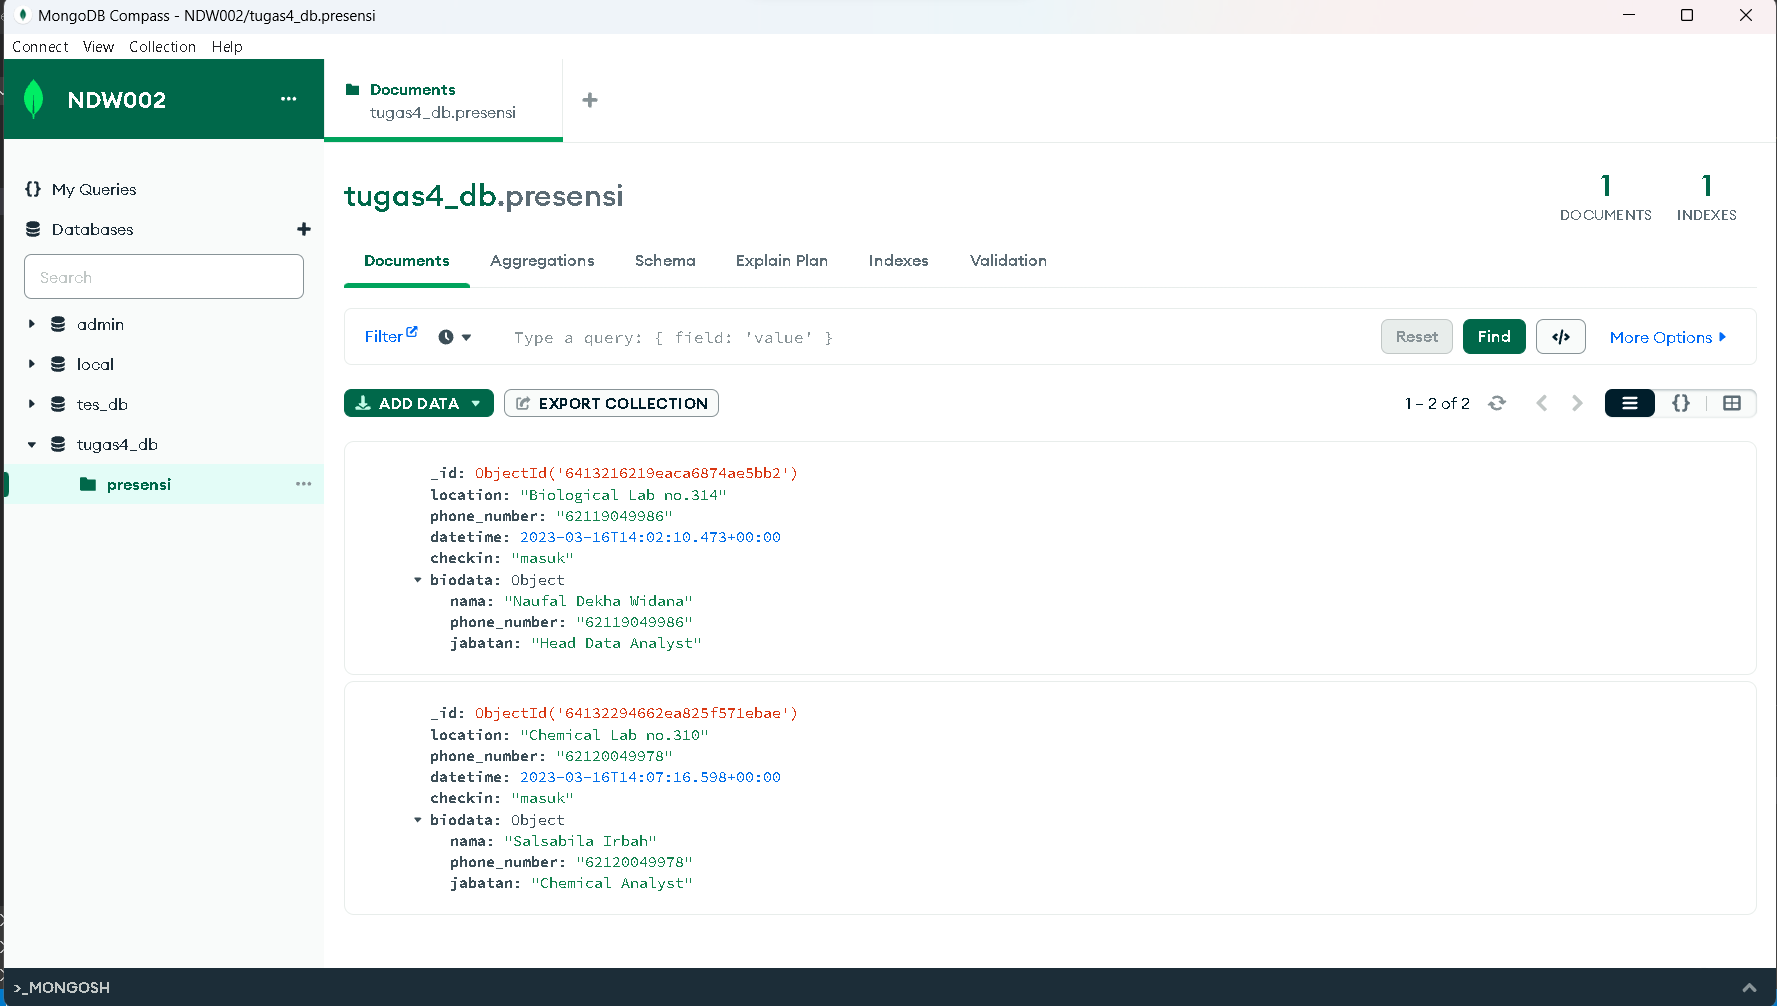 MongoDB Compass - NDW002/tugas4_db.presensi
Connect View Collection Help
NDW002
Documents
tugas4_db.presensi
My Queries
Databases
Search
admin
local
tes_db
tugas4_db
presensi
tugas4_db.presensi
1
DOCUMENTS
1
INDEXES
Documents Aggregations Schema Explain Plan Indexes Validation
Filter Type a query: { field: 'value' } Reset Find </> More Options
ADD DATA EXPORT COLLECTION 1 – 2 of 2 {}
_id: ObjectId('6413216219eaca6874ae5bb2')
location: "Biological Lab no.314"
phone_number: "62119049986"
datetime: 2023-03-16T14:02:10.473+00:00
checkin: "masuk"
biodata: Object
nama: "Naufal Dekha Widana"
phone_number: "62119049986"
jabatan: "Head Data Analyst"
_id: ObjectId('64132294662ea825f571ebae')
location: "Chemical Lab no.310"
phone_number: "62120049978"
datetime: 2023-03-16T14:07:16.598+00:00
checkin: "masuk"
biodata: Object
nama: "Salsabila Irbah"
phone_number: "62120049978"
jabatan: "Chemical Analyst"
>_MONGOSH